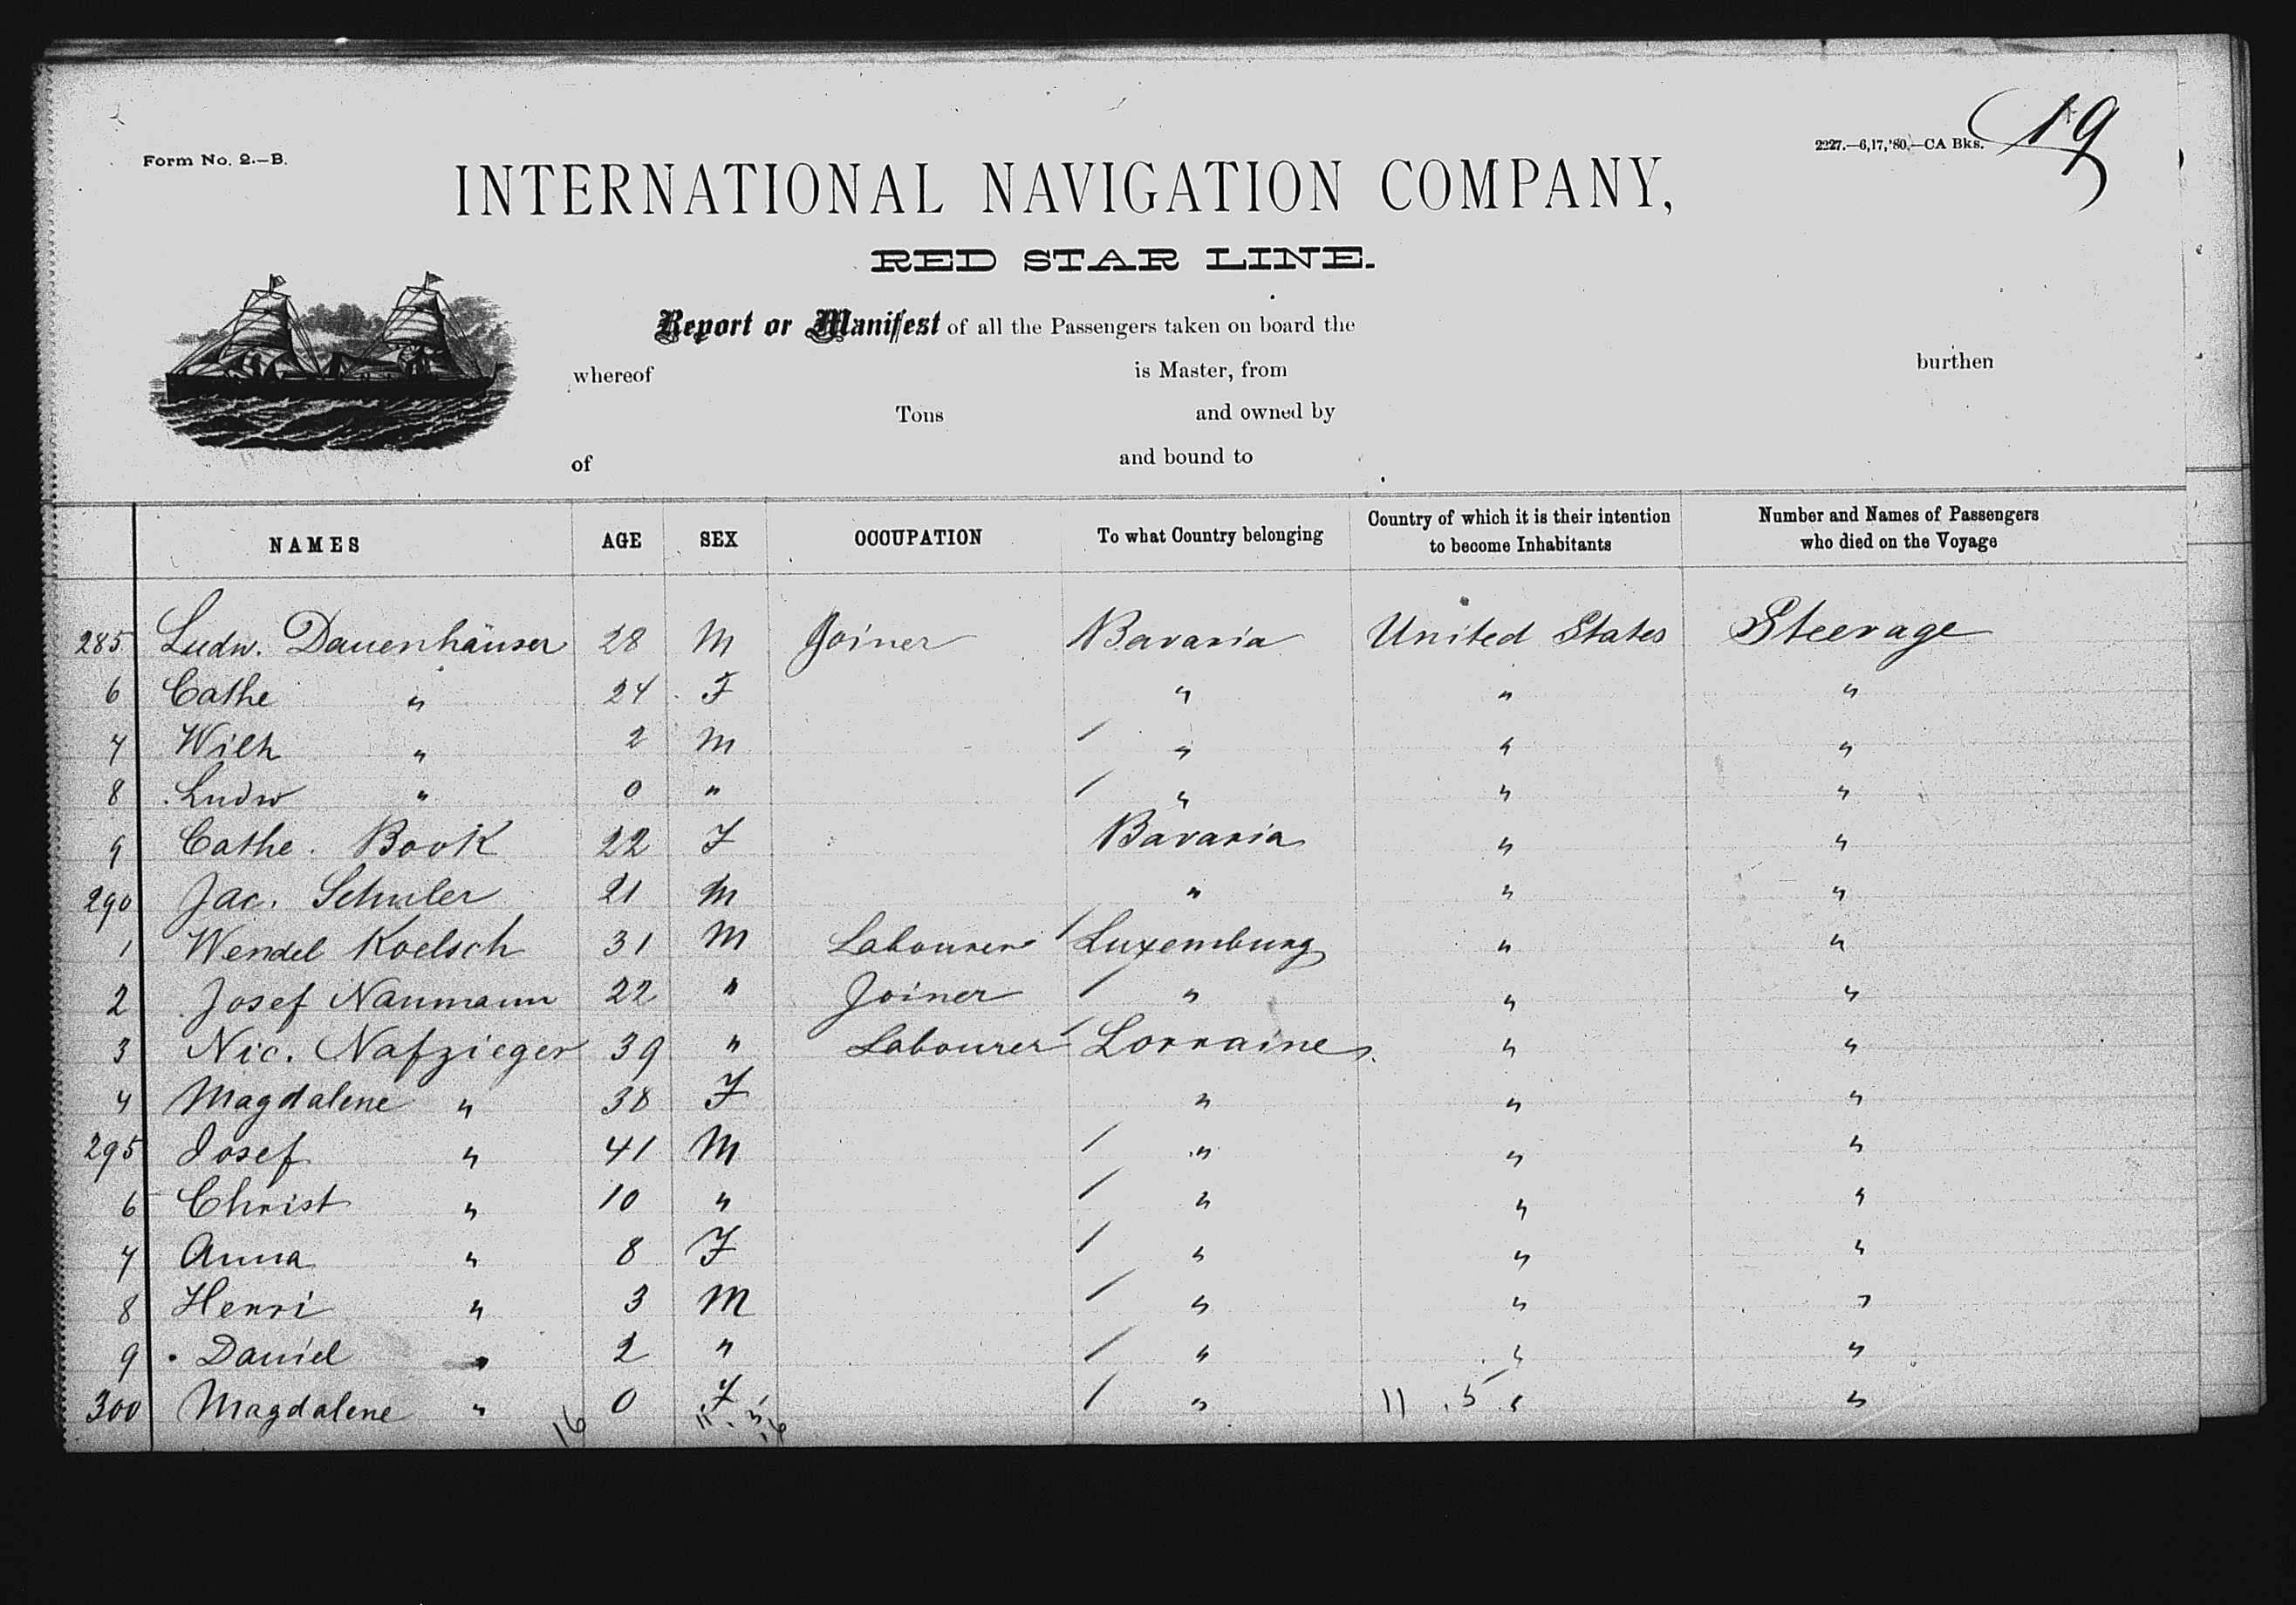 19
Form No. 2.—B.
2227.—6,17,'80,—CA Bks.
INTERNATIONAL NAVIGATION COMPANY,
RED STAR LINE.
Report or Manifest of all the Passengers taken on board the
whereof is Master, from burthen
Tons and owned by
of and bound to
NAMES AGE SEX OCCUPATION To what Country belonging Country of which it is their intention to become Inhabitants Number and Names of Passengers who died on the Voyage
285 Ludw. Dauenhäuser 28 M Joiner Bavaria United States Steerage
6 Cathe " 24 F " " "
7 Wilh " 2 M / " " "
8 Ludw " 0 " / " " "
9 Cathe. Book 22 F Bavaria " "
290 Jac. Schuler 21 M " " "
1 Wendel Koelsch 31 M Labourer / Luxemburg " "
2 Josef Naumann 22 " Joiner / " " "
3 Nic. Nafzieger 39 " Labourer / Lorraine " "
4 Magdalene " 38 F " " "
295 Josef " 41 M / " " "
6 Christ " 10 " / " " "
7 Anna " 8 F / " " "
8 Henri " 3 M / " " "
9 Daniel " 2 " / " " "
300 Magdalene " 0 F / " 11 . 5 " "
16